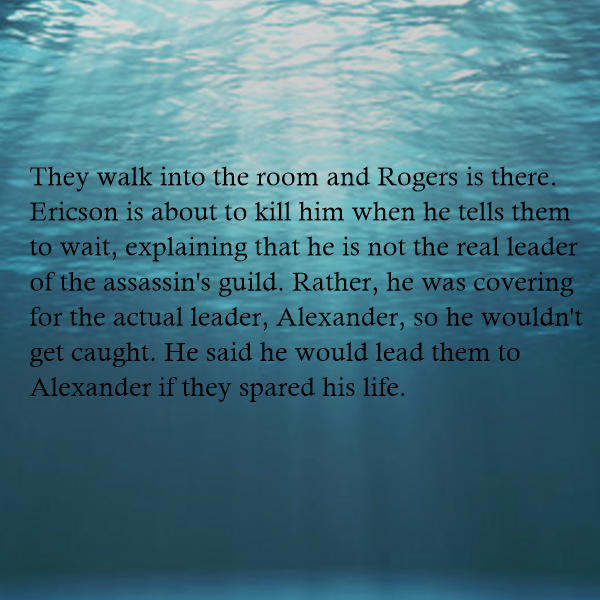 They walk into the room and Rogers is there.
Ericson is about to kill him when he tells them
to wait, explaining that he is not the real leader
of the assassin's guild. Rather, he was covering
for the actual leader, Alexander, so he wouldn't
get caught. He said he would lead them to
Alexander if they spared his life.